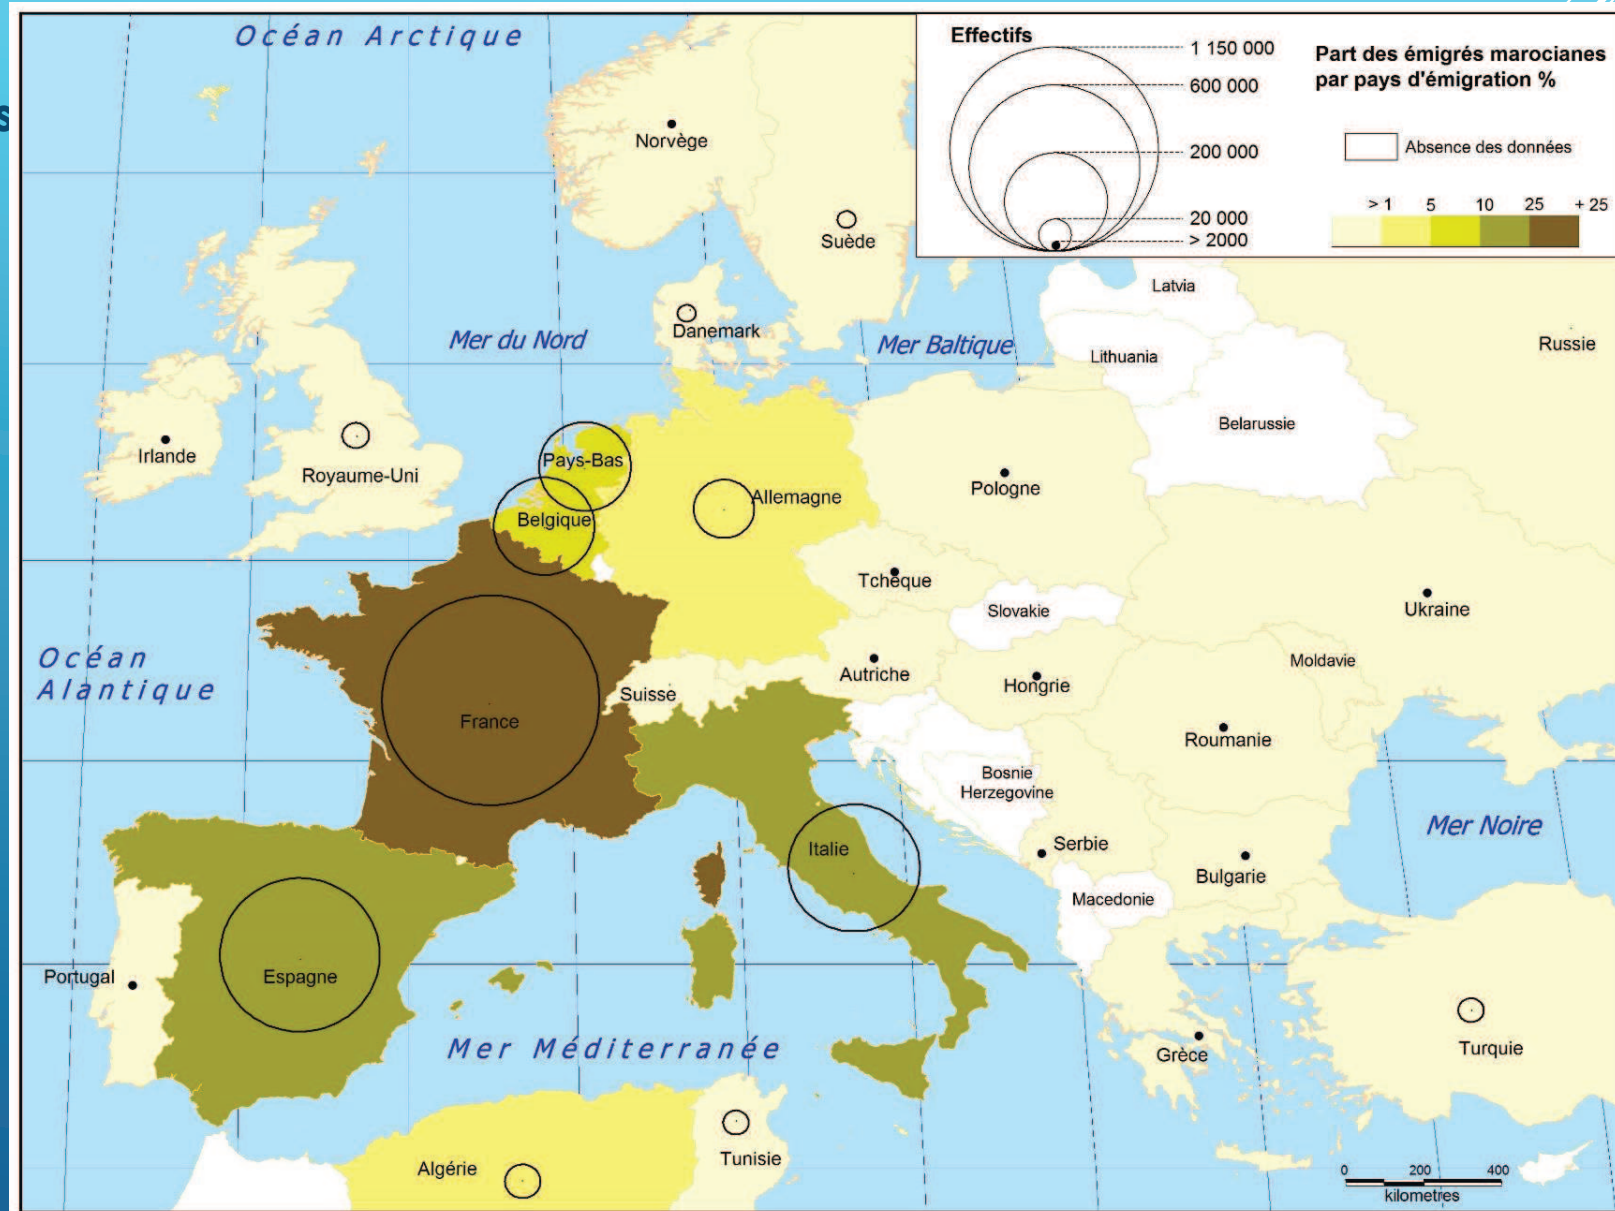 Océan Arctique
s
Effectifs
1 150 000
600 000
200 000
20 000
> 2000
Part des émigrés marocianes
par pays d'émigration %
Absence des données
> 1 5 10 25 + 25
Norvège
Suède
Danemark
Mer du Nord
Mer Baltique
Latvia
Lithuania
Russie
Belarussie
Irlande
Royaume-Uni
Pays-Bas
Belgique
Allemagne
Pologne
Tchèque
Slovakie
Ukraine
Océan
Alantique
France
Suisse
Autriche
Hongrie
Moldavie
Roumanie
Bosnie
Herzegovine
Mer Noire
Italie
Serbie
Bulgarie
Macedonie
Portugal
Espagne
Mer Méditerranée
Grèce
Turquie
Algérie
Tunisie
0 200 400
kilometres